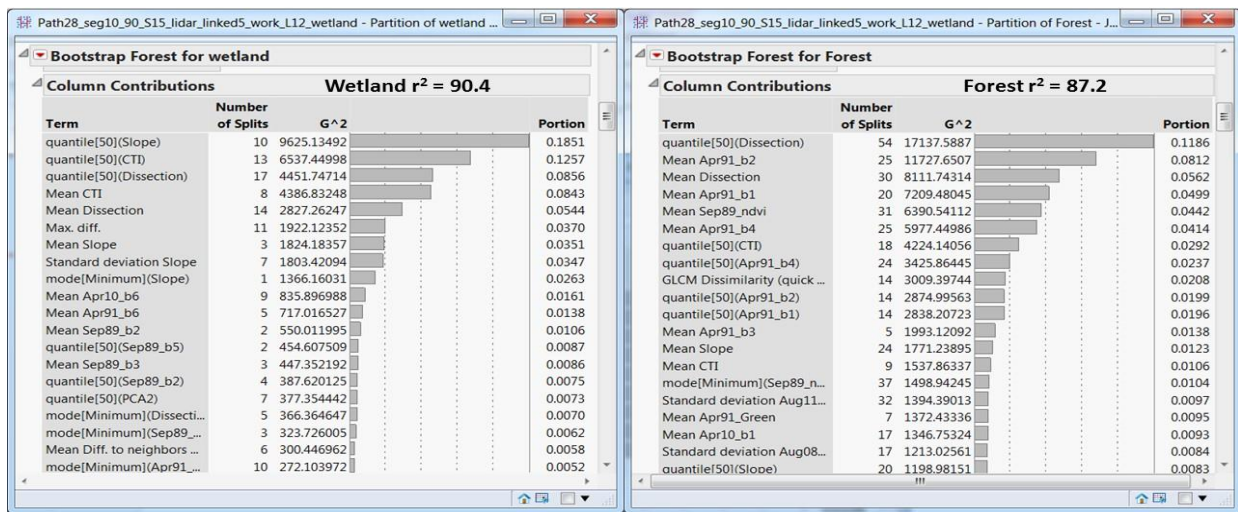 Path28_seg10_90_S15_lidar_linked5_work_L12_wetland - Partition of wetland ...
Bootstrap Forest for wetland
Column Contributions Wetland r² = 90.4
Number
Term of Splits G^2 Portion
quantile[50](Slope) 10 9625.13492 0.1851
quantile[50](CTI) 13 6537.44998 0.1257
quantile[50](Dissection) 17 4451.74714 0.0856
Mean CTI 8 4386.83248 0.0843
Mean Dissection 14 2827.26247 0.0544
Max. diff. 11 1922.12352 0.0370
Mean Slope 3 1824.18357 0.0351
Standard deviation Slope 7 1803.42094 0.0347
mode[Minimum](Slope) 1 1366.16031 0.0263
Mean Apr10_b6 9 835.896988 0.0161
Mean Apr91_b6 5 717.016527 0.0138
Mean Sep89_b2 2 550.011995 0.0106
quantile[50](Sep89_b5) 2 454.607509 0.0087
Mean Sep89_b3 3 447.352192 0.0086
quantile[50](Sep89_b2) 4 387.620125 0.0075
quantile[50](PCA2) 7 377.354442 0.0073
mode[Minimum](Dissecti... 5 366.364647 0.0070
mode[Minimum](Sep89_... 3 323.726005 0.0062
Mean Diff. to neighbors ... 6 300.446962 0.0058
mode[Minimum](Apr91_... 10 272.103972 0.0052
Path28_seg10_90_S15_lidar_linked5_work_L12_wetland - Partition of Forest - J...
Bootstrap Forest for Forest
Column Contributions Forest r² = 87.2
Number
Term of Splits G^2 Portion
quantile[50](Dissection) 54 17137.5887 0.1186
Mean Apr91_b2 25 11727.6507 0.0812
Mean Dissection 30 8111.74314 0.0562
Mean Apr91_b1 20 7209.48045 0.0499
Mean Sep89_ndvi 31 6390.54112 0.0442
Mean Apr91_b4 25 5977.44986 0.0414
quantile[50](CTI) 18 4224.14056 0.0292
quantile[50](Apr91_b4) 24 3425.86445 0.0237
GLCM Dissimilarity (quick ... 14 3009.39744 0.0208
quantile[50](Apr91_b2) 14 2874.99563 0.0199
quantile[50](Apr91_b1) 14 2838.20723 0.0196
Mean Apr91_b3 5 1993.12092 0.0138
Mean Slope 24 1771.23895 0.0123
Mean CTI 9 1537.86337 0.0106
mode[Minimum](Sep89_n... 37 1498.94245 0.0104
Standard deviation Aug11... 32 1394.39013 0.0097
Mean Apr91_Green 7 1372.43336 0.0095
Mean Apr10_b1 17 1346.75324 0.0093
Standard deviation Aug08... 17 1213.02561 0.0084
quantile[50](Slope) 20 1198.98151 0.0083